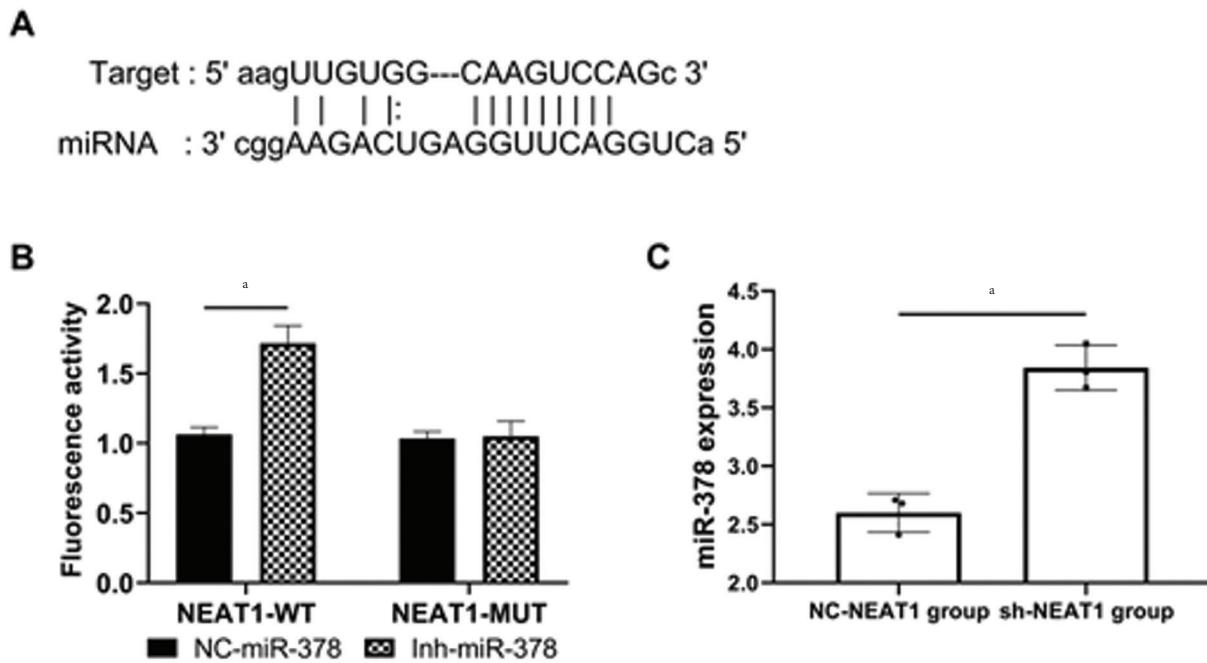 A
Target : 5' aagUUGUGG---CAAGUCCAGc 3'
| | | |: | | | | | | | | |
miRNA : 3' cggAAGACUGAGGUUCAGGUCa 5'
B
Fluorescence activity
2.0
1.5
1.0
0.5
0.0
a
NEAT1-WT NEAT1-MUT
NC-miR-378 Inh-miR-378
C
miR-378 expression
4.5
4.0
3.5
3.0
2.5
2.0
a
NC-NEAT1 group sh-NEAT1 group